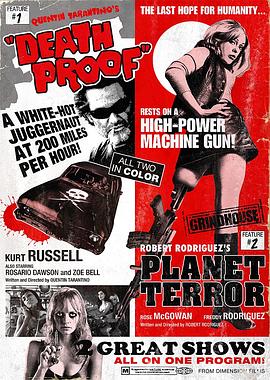 FEATURE
#1
QUENTIN TARANTINO'S
"DEATH
PROOF"
A WHITE-HOT
JUGGERNAUT
AT 200 MILES
PER HOUR!
ALL TWO
IN COLOR
KURT RUSSELL
ALSO STARRING
ROSARIO DAWSON AND ZOE BELL
Written and Directed by QUENTIN TARANTINO
THE LAST HOPE FOR HUMANITY...
RESTS ON A
HIGH-POWER
MACHINE GUN!
GRINDHOUSE
FEATURE
#2
ROBERT RODRIGUEZ'S
PLANET
TERROR
ROSE McGOWAN FREDDY RODRIGUEZ
Written and Directed by ROBERT RODRIGUEZ
2 GREAT SHOWS
ALL ON ONE PROGRAM!
FROM DIMENSION FILMS